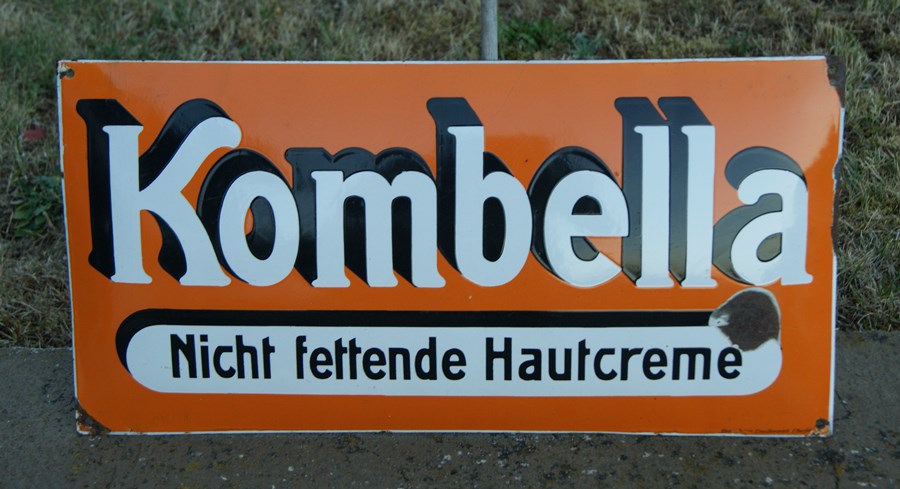 Kombella
Nicht fettende Hautcreme